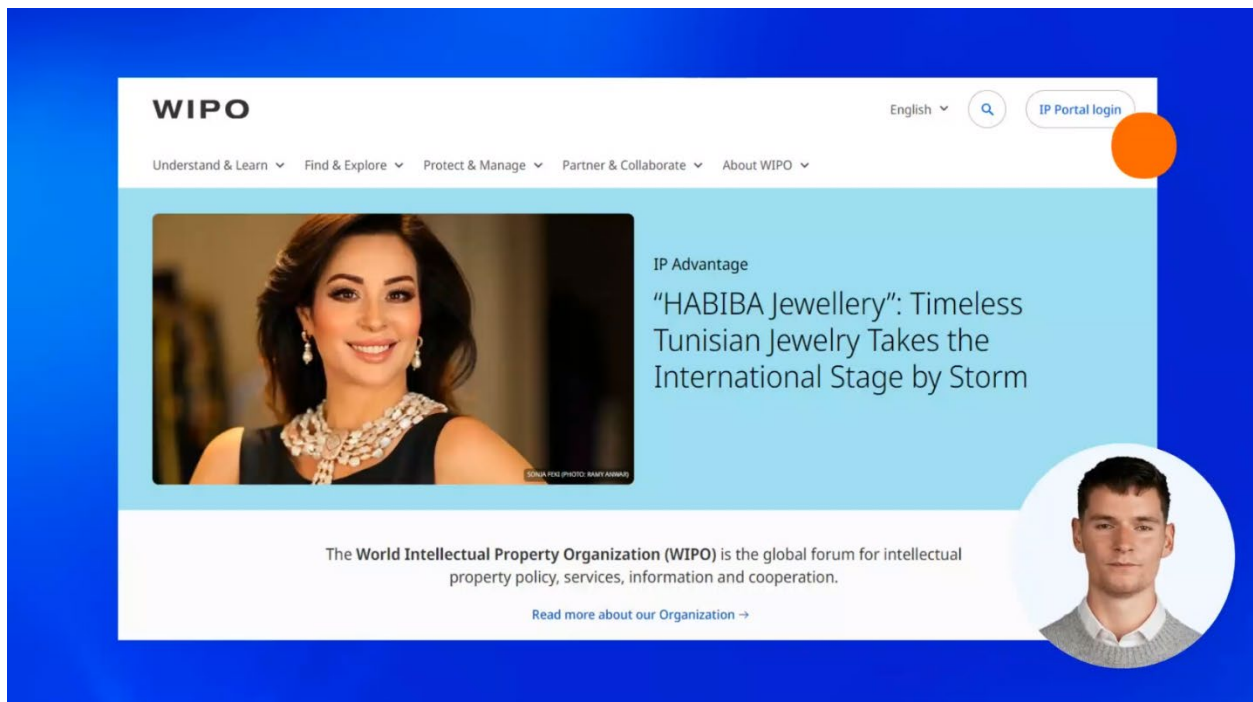 WIPO
English
IP Portal login
Understand & Learn
Find & Explore
Protect & Manage
Partner & Collaborate
About WIPO
IP Advantage
“HABIBA Jewellery”: Timeless
Tunisian Jewelry Takes the
International Stage by Storm
SONJA FEKI (PHOTO: RAMY ANWAR)
The World Intellectual Property Organization (WIPO) is the global forum for intellectual
property policy, services, information and cooperation.
Read more about our Organization →